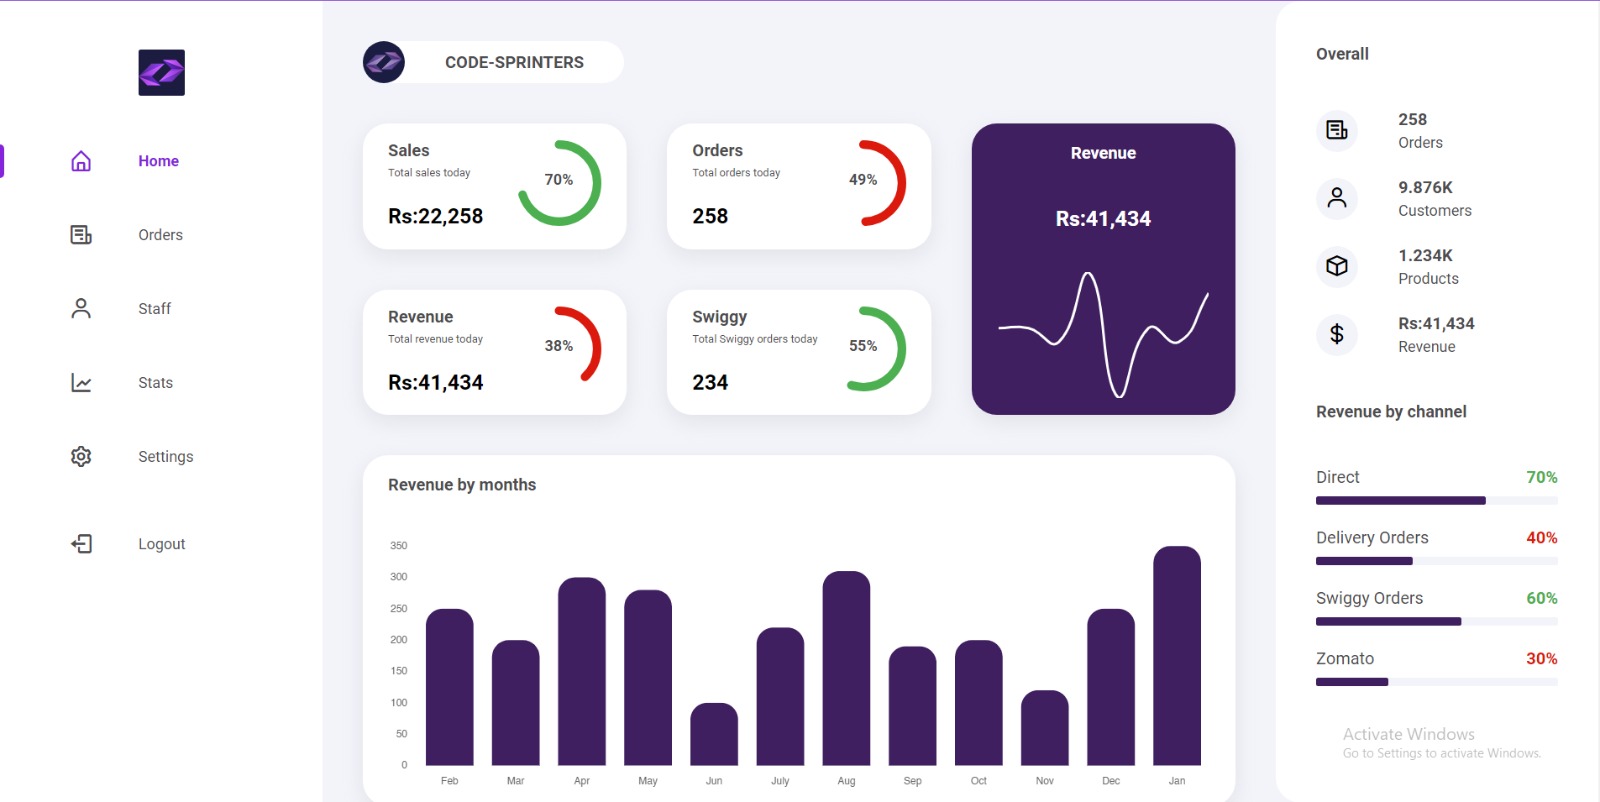 Home
Orders
Staff
Stats
Settings
Logout
CODE-SPRINTERS
Sales
Total sales today
70%
Rs:22,258
Orders
Total orders today
49%
258
Revenue
Rs:41,434
Revenue
Total revenue today
38%
Rs:41,434
Swiggy
Total Swiggy orders today
55%
234
Revenue by months
350
300
250
200
150
100
50
0
Feb Mar Apr May Jun July Aug Sep Oct Nov Dec Jan
Overall
258
Orders
9.876K
Customers
1.234K
Products
Rs:41,434
Revenue
Revenue by channel
Direct 70%
Delivery Orders 40%
Swiggy Orders 60%
Zomato 30%
Activate Windows
Go to Settings to activate Windows.